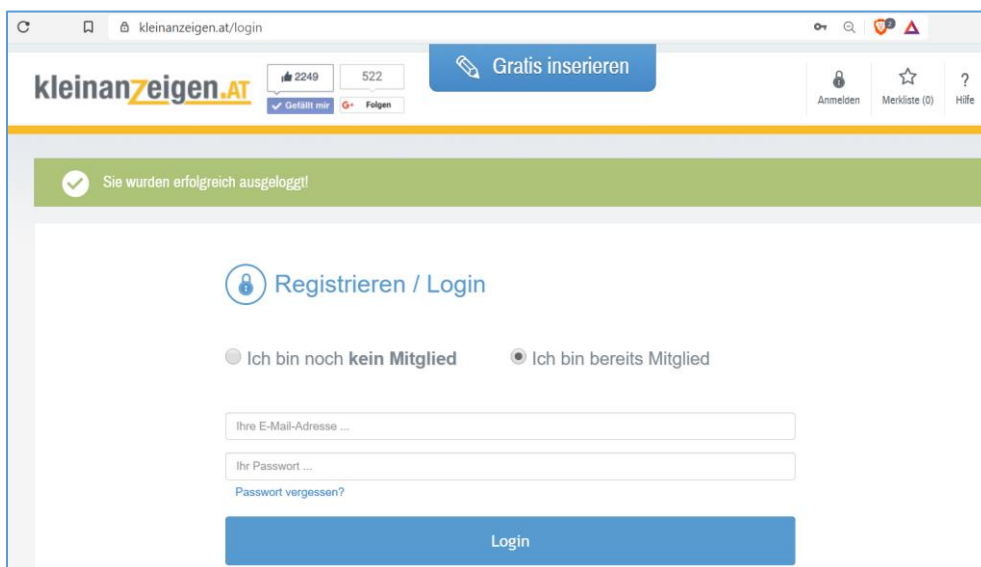 kleinanzeigen.at/login
2
kleinanzeigen.AT
2249
Gefällt mir
522
G+ Folgen
Gratis inserieren
Anmelden
Merkliste (0)
?
Hilfe
Sie wurden erfolgreich ausgeloggt!
Registrieren / Login
Ich bin noch kein Mitglied
Ich bin bereits Mitglied
Ihre E-Mail-Adresse ...
Ihr Passwort ...
Passwort vergessen?
Login